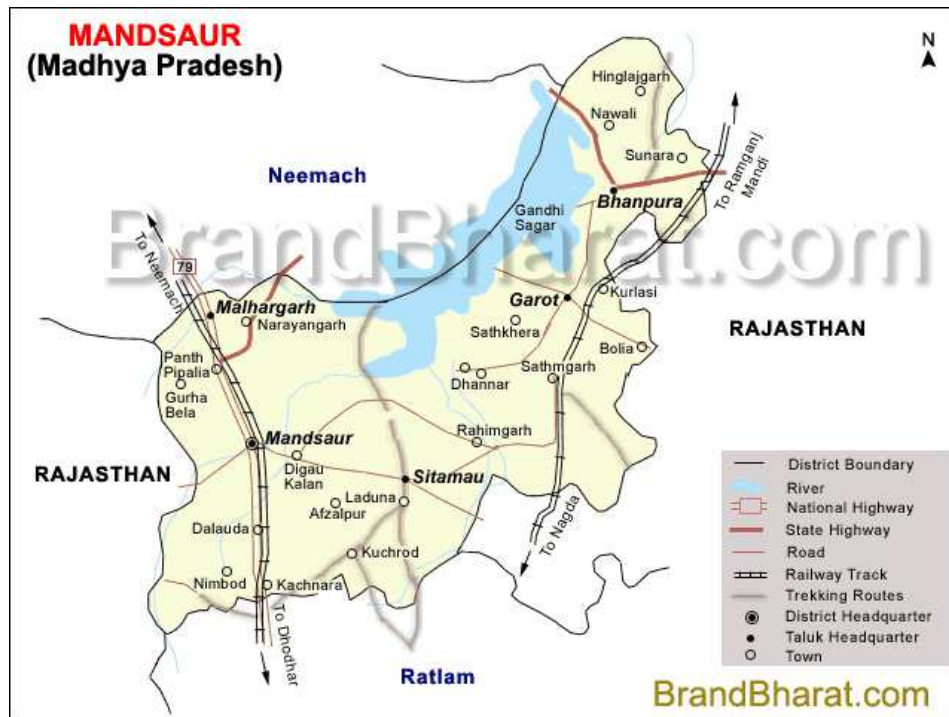 MANDSAUR
(Madhya Pradesh)
N
Hinglajgarh
Nawali
Sunara
To Ramganj
Mandi
Neemach
Bhanpura
Gandhi
Sagar
BrandBharat.com
To Neemach
79
Malhargarh
Narayangarh
Garot
Kurlasi
Sathkhera
RAJASTHAN
Bolia
Panth
Pipalia
Gurha
Bela
Dhannar
Sathmgarh
Mandsaur
Rahimgarh
RAJASTHAN
Digau
Kalan
Sitamau
Laduna
Afzalpur
Dalauda
To Nagda
Kuchrod
Nimbod
Kachnara
To Dhodhar
Ratlam
District Boundary
River
National Highway
State Highway
Road
Railway Track
Trekking Routes
District Headquarter
Taluk Headquarter
Town
BrandBharat.com